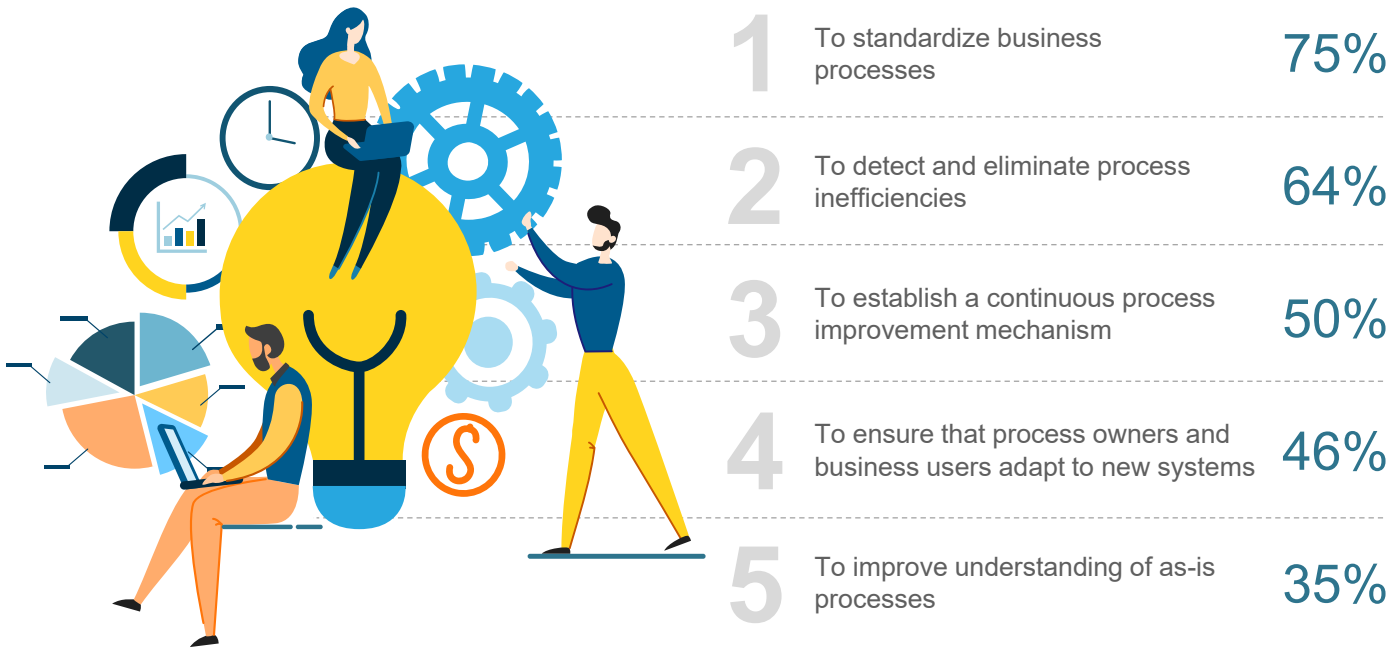 1
To standardize business
processes
75%
2
To detect and eliminate process
inefficiencies
64%
3
To establish a continuous process
improvement mechanism
50%
4
To ensure that process owners and
business users adapt to new systems
46%
5
To improve understanding of as-is
processes
35%
S